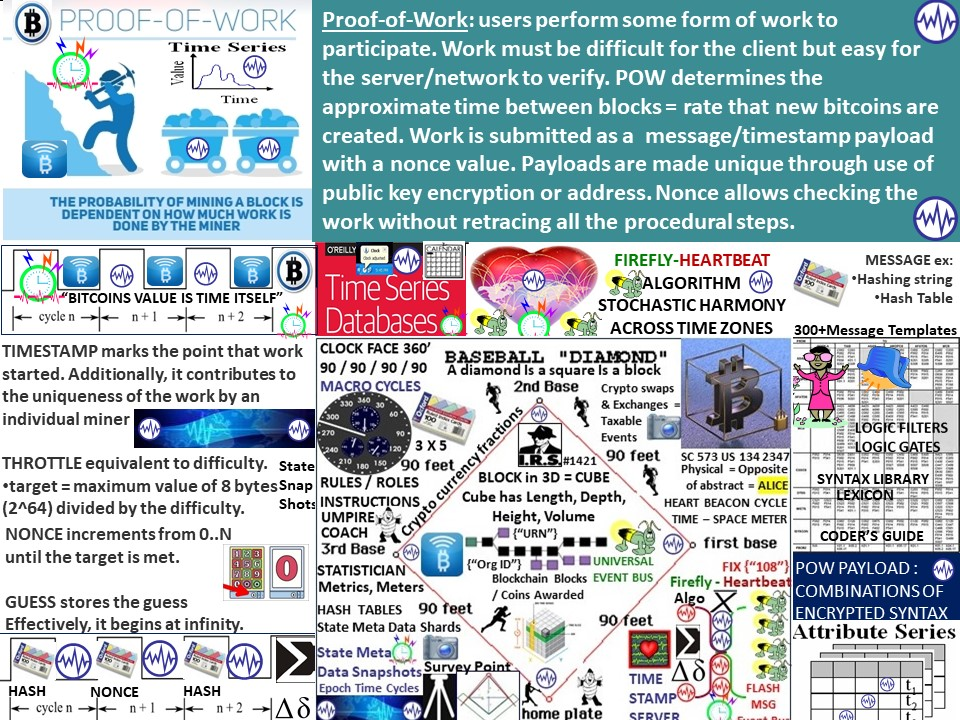 PROOF-OF-WORK
Time Series
Value
Time
THE PROBABILITY OF MINING A BLOCK IS
DEPENDENT ON HOW MUCH WORK IS
DONE BY THE MINER
Proof-of-Work: users perform some form of work to
participate. Work must be difficult for the client but easy for
the server/network to verify. POW determines the
approximate time between blocks = rate that new bitcoins are
created. Work is submitted as a message/timestamp payload
with a nonce value. Payloads are made unique through use of
public key encryption or address. Nonce allows checking the
work without retracing all the procedural steps.
"BITCOINS VALUE IS TIME ITSELF"
cycle n
n + 1
n + 2
O'REILLY
CALENDAR
Time Series
Databases
FIREFLY-HEARTBEAT
ALGORITHM
STOCHASTIC HARMONY
ACROSS TIME ZONES
MESSAGE ex:
•Hashing string
•Hash Table
300+Message Templates
TIMESTAMP marks the point that work
started. Additionally, it contributes to
the uniqueness of the work by an
individual miner
THROTTLE equivalent to difficulty.
•target = maximum value of 8 bytes
(2^64) divided by the difficulty.
State
Snap
Shots
NONCE increments from 0..N
until the target is met.
GUESS stores the guess
Effectively, it begins at infinity.
0
HASH
NONCE
HASH
cycle n
n + 1
n + 2
Σ
Δδ
CLOCK FACE 360'
90 / 90 / 90 / 90
MACRO CYCLES
3 X 5
90 feet
RULES / ROLES
INSTRUCTIONS
UMPIRE
COACH
3rd Base
STATISTICIAN
Metrics, Meters
HASH TABLES
90 feet
State Meta Data Shards
State Meta
Data Snapshots
Epoch Time Cycles
Survey Point
BASEBALL "DIAMOND"
A diamond Is a square Is a block
2nd Base
Crypto currency fractions
I.R.S.
#1421
BLOCK in 3D = CUBE
Cube has Length, Depth,
Height, Volume
{"URN"}
{"Org ID"}
Blockchain Blocks
/ Coins Awarded
UNIVERSAL
EVENT BUS
Crypto swaps
& Exchanges =
Taxable
Events
90 feet
SC 573 US 134 2347
Physical = Opposite
of abstract = ALICE
HEART BEACON CYCLE
TIME – SPACE METER
first base
FIX {"108"}
Firefly - Heartbeat
Algo
90 feet
Σ
Δδ
TIME
STAMP
SERVER
FLASH
MSG
Event Bus
home plate
LOGIC FILTERS
LOGIC GATES
SYNTAX LIBRARY
LEXICON
CODER'S GUIDE
POW PAYLOAD :
COMBINATIONS OF
ENCRYPTED SYNTAX
Attribute Series
t1
t2